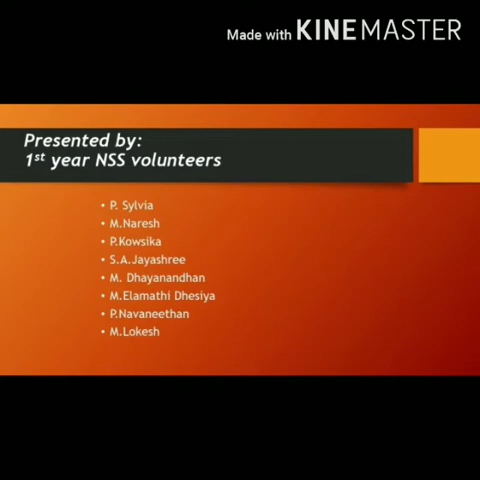 Made with KINEMASTER
Presented by:
1st year NSS volunteers
• P. Sylvia
• M.Naresh
• P.Kowsika
• S.A.Jayashree
• M. Dhayanandhan
• M.Elamathi Dhesiya
• P.Navaneethan
• M.Lokesh